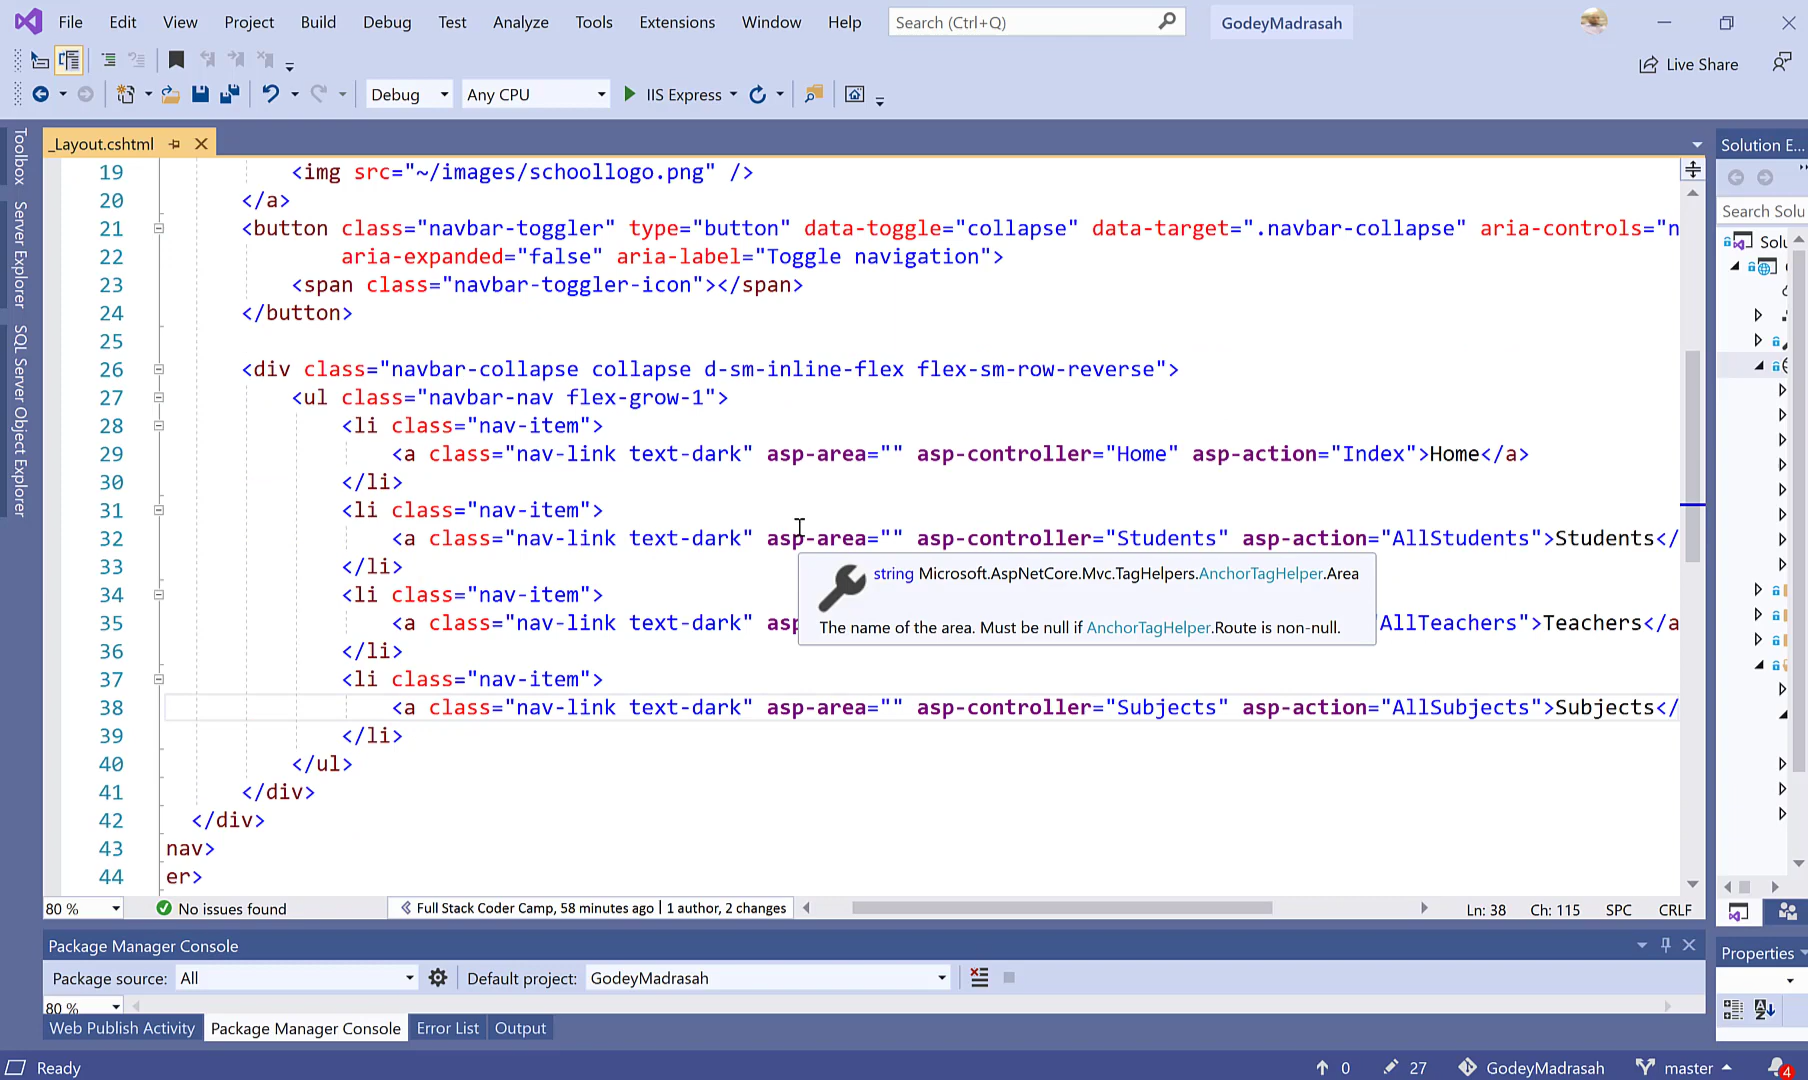 File Edit View Project Build Debug Test Analyze Tools Extensions Window Help Search (Ctrl+Q) GodeyMadrasah
Live Share
Debug Any CPU IIS Express
_Layout.cshtml
Solution E...
Toolbox
Server Explorer
SQL Server Object Explorer
Search Solu
Solu
19 <img src="~/images/schoollogo.png" />
20 </a>
21 <button class="navbar-toggler" type="button" data-toggle="collapse" data-target=".navbar-collapse" aria-controls="n
22 aria-expanded="false" aria-label="Toggle navigation">
23 <span class="navbar-toggler-icon"></span>
24 </button>
25
26 <div class="navbar-collapse collapse d-sm-inline-flex flex-sm-row-reverse">
27 <ul class="navbar-nav flex-grow-1">
28 <li class="nav-item">
29 <a class="nav-link text-dark" asp-area="" asp-controller="Home" asp-action="Index">Home</a>
30 </li>
31 <li class="nav-item">
32 <a class="nav-link text-dark" asp-area="" asp-controller="Students" asp-action="AllStudents">Students</
33 </li>
string Microsoft.AspNetCore.Mvc.TagHelpers.AnchorTagHelper.Area
The name of the area. Must be null if AnchorTagHelper.Route is non-null.
34 <li class="nav-item">
35 <a class="nav-link text-dark" asp AllTeachers">Teachers</a
36 </li>
37 <li class="nav-item">
38 <a class="nav-link text-dark" asp-area="" asp-controller="Subjects" asp-action="AllSubjects">Subjects</
39 </li>
40 </ul>
41 </div>
42 </div>
43 nav>
44 er>
80 % No issues found Full Stack Coder Camp, 58 minutes ago | 1 author, 2 changes Ln: 38 Ch: 115 SPC CRLF
Package Manager Console
Properties
Package source: All Default project: GodeyMadrasah
80 %
Web Publish Activity Package Manager Console Error List Output
Ready 0 27 GodeyMadrasah master 4